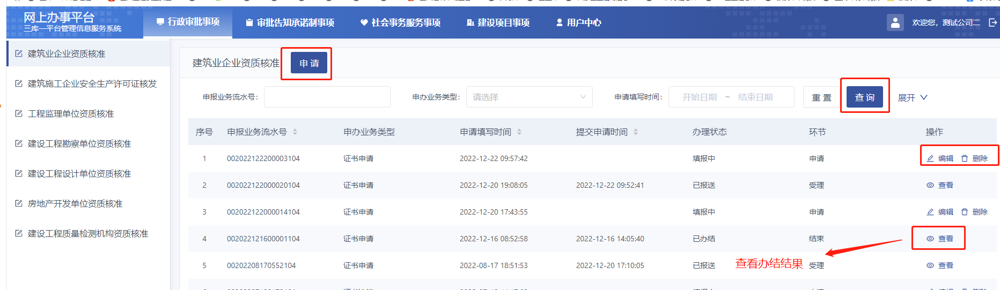 网上办事平台
三库一平台管理信息服务系统
行政审批事项
审批告知承诺制事项
社会事务服务事项
建设项目事项
用户中心
欢迎您，测试公司二
建筑业企业资质核准
建筑施工企业安全生产许可证核发
工程监理单位资质核准
建设工程勘察单位资质核准
建设工程设计单位资质核准
房地产开发单位资质核准
建设工程质量检测机构资质核准
建筑业企业资质核准 申 请
申报业务流水号: 申办业务类型: 请选择 申请填写时间: 开始日期 ~ 结束日期 重 置 查 询 展开
序号 申报业务流水号 申办业务类型 申请填写时间 提交申请时间 办理状态 环节 操作
1 002022122200003104 证书申请 2022-12-22 09:57:42 填报中 申请 编辑 删除
2 002022122000020104 证书申请 2022-12-20 19:08:05 2022-12-22 09:52:41 已报送 受理 查看
3 002022122000014104 证书申请 2022-12-20 17:43:55 填报中 申请 编辑 删除
4 002022121600001104 证书申请 2022-12-16 08:52:58 2022-12-16 14:05:40 已办结 结束 查看
5 00202208170552104 证书申请 2022-08-17 18:51:53 2022-12-20 17:10:05 已报送 受理 查看
查看办结结果